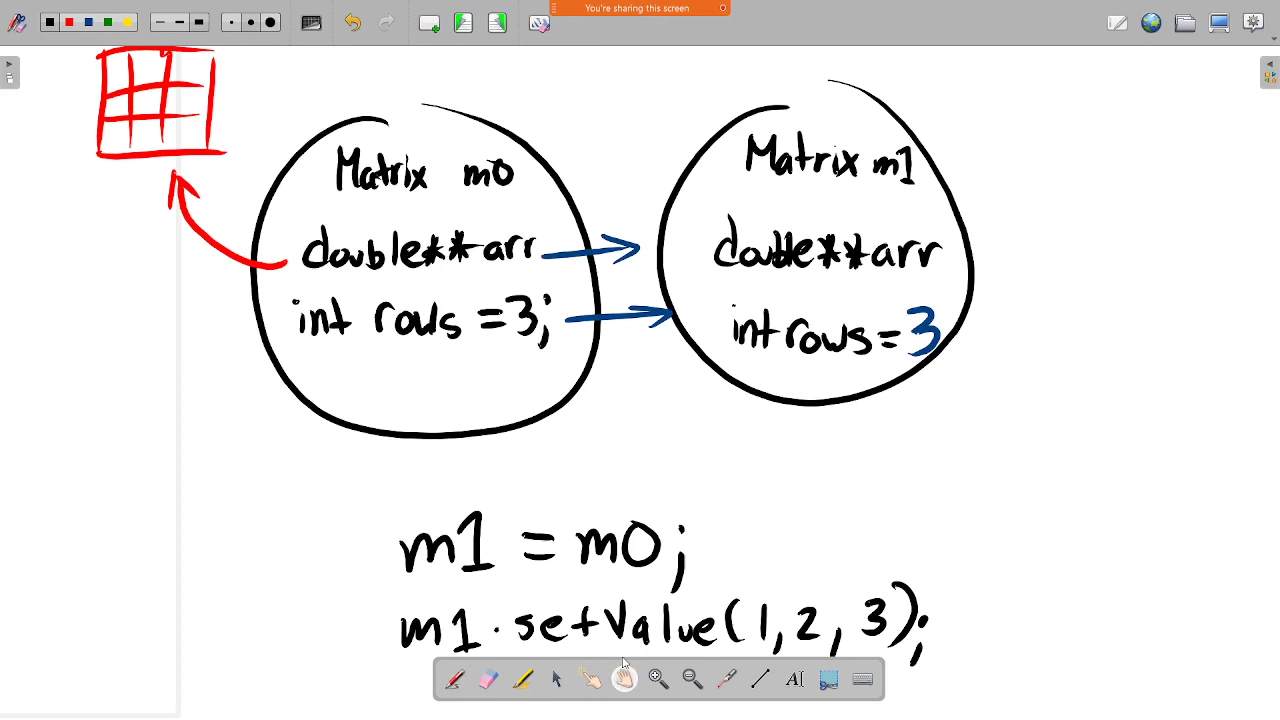 You're sharing this screen
Matrix m0
double**arr
int rows =3;
Matrix m1
double**arr
int rows=3
m1 = m0;
m1.setValue(1,2,3);
AI